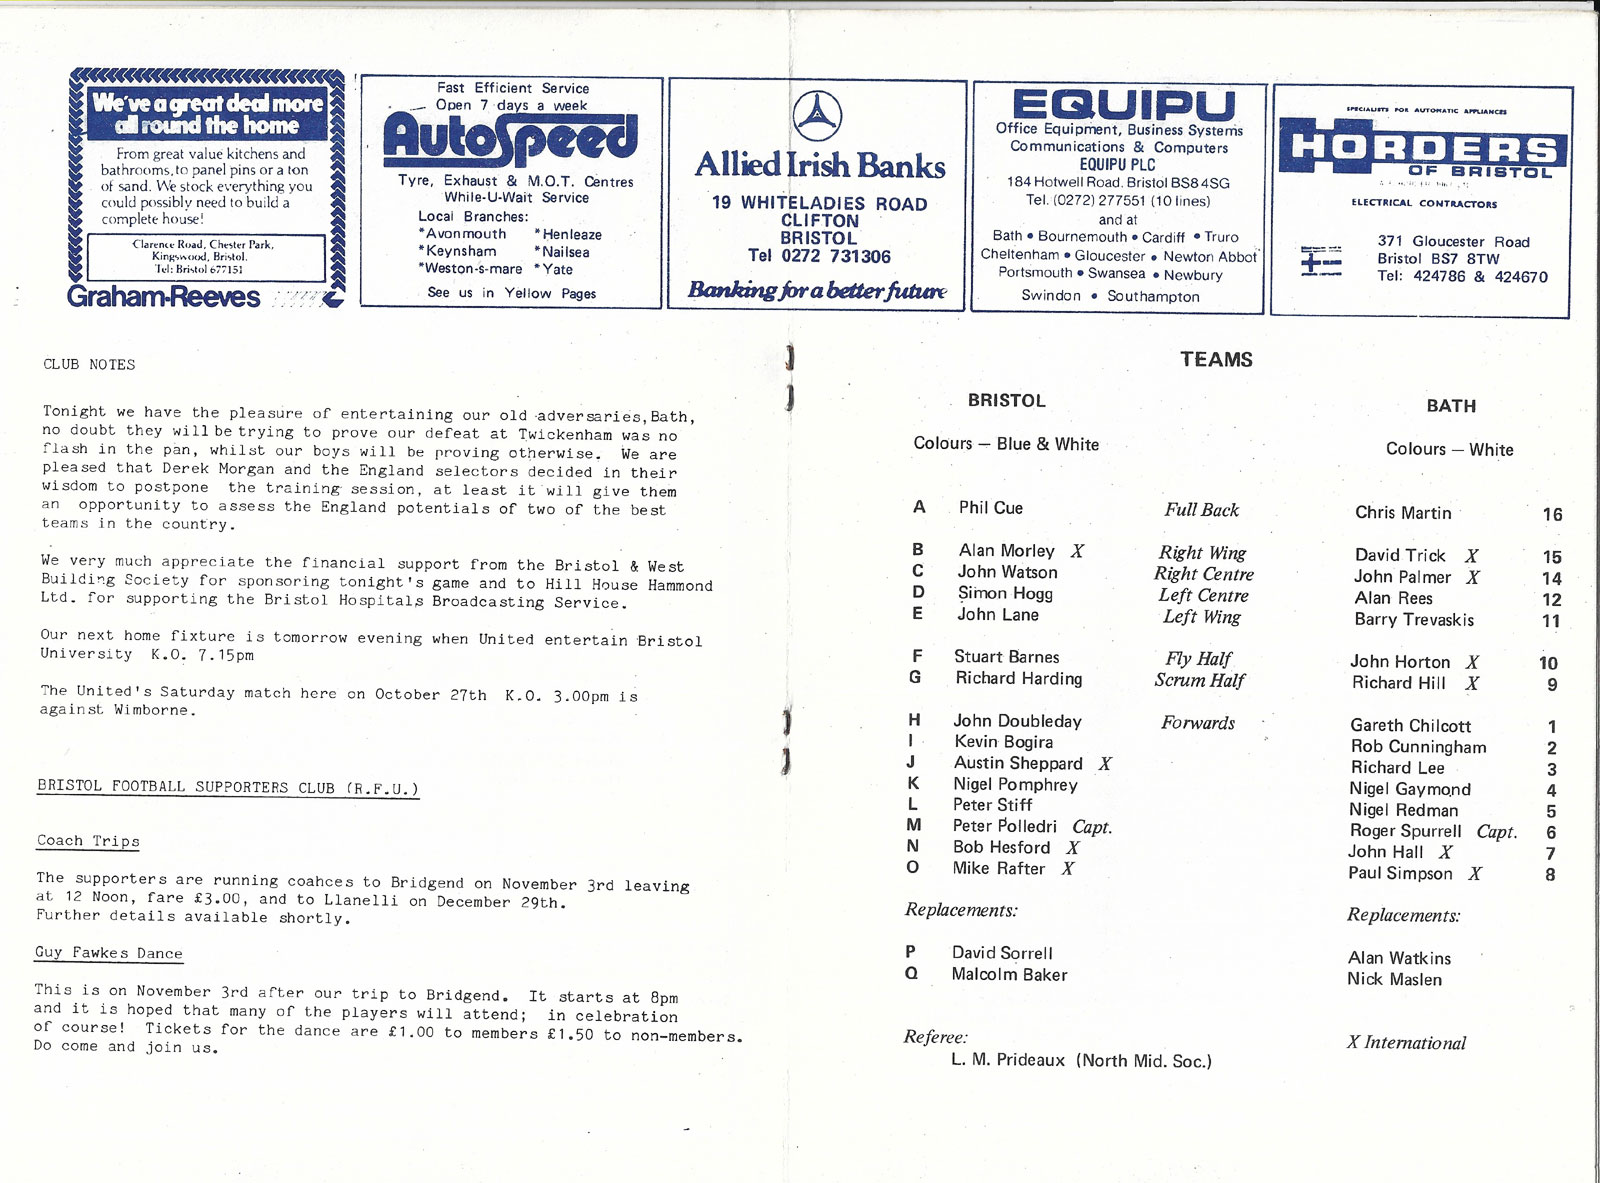 We've a great deal more
all round the home
From great value kitchens and
bathrooms, to panel pins or a ton
of sand. We stock everything you
could possibly need to build a
complete house!
Clarence Road, Chester Park,
Kingswood, Bristol.
Tel: Bristol 677151
Graham-Reeves
Fast Efficient Service
Open 7 days a week
AutoSpeed
Tyre, Exhaust & M.O.T. Centres
While-U-Wait Service
Local Branches:
*Avonmouth *Henleaze
*Keynsham *Nailsea
*Weston-s-mare *Yate
See us in Yellow Pages
Allied Irish Banks
19 WHITELADIES ROAD
CLIFTON
BRISTOL
Tel 0272 731306
Banking for a better future
EQUIPU
Office Equipment, Business Systems
Communications & Computers
EQUIPU PLC
184 Hotwell Road. Bristol BS8 4SG
Tel. (0272) 277551 (10 lines)
and at
Bath • Bournemouth • Cardiff • Truro
Cheltenham • Gloucester • Newton Abbot
Portsmouth • Swansea • Newbury
Swindon • Southampton
SPECIALISTS FOR AUTOMATIC APPLIANCES
HORDERS
OF BRISTOL
ELECTRICAL CONTRACTORS
371 Gloucester Road
Bristol BS7 8TW
Tel: 424786 & 424670
CLUB NOTES
Tonight we have the pleasure of entertaining our old adversaries, Bath,
no doubt they will be trying to prove our defeat at Twickenham was no
flash in the pan, whilst our boys will be proving otherwise. We are
pleased that Derek Morgan and the England selectors decided in their
wisdom to postpone the training session, at least it will give them
an opportunity to assess the England potentials of two of the best
teams in the country.
We very much appreciate the financial support from the Bristol & West
Building Society for sponsoring tonight's game and to Hill House Hammond
Ltd. for supporting the Bristol Hospitals Broadcasting Service.
Our next home fixture is tomorrow evening when United entertain Bristol
University K.O. 7.15pm
The United's Saturday match here on October 27th K.O. 3.00pm is
against Wimborne.
BRISTOL FOOTBALL SUPPORTERS CLUB (R.F.U.)
Coach Trips
The supporters are running coahces to Bridgend on November 3rd leaving
at 12 Noon, fare £3.00, and to Llanelli on December 29th.
Further details available shortly.
Guy Fawkes Dance
This is on November 3rd after our trip to Bridgend. It starts at 8pm
and it is hoped that many of the players will attend; in celebration
of course! Tickets for the dance are £1.00 to members £1.50 to non-members.
Do come and join us.
TEAMS
BRISTOL BATH
Colours — Blue & White Colours — White
A Phil Cue Full Back Chris Martin 16
B Alan Morley X Right Wing David Trick X 15
C John Watson Right Centre John Palmer X 14
D Simon Hogg Left Centre Alan Rees 12
E John Lane Left Wing Barry Trevaskis 11
F Stuart Barnes Fly Half John Horton X 10
G Richard Harding Scrum Half Richard Hill X 9
H John Doubleday Forwards Gareth Chilcott 1
I Kevin Bogira Rob Cunningham 2
J Austin Sheppard X Richard Lee 3
K Nigel Pomphrey Nigel Gaymond 4
L Peter Stiff Nigel Redman 5
M Peter Polledri Capt. Roger Spurrell Capt. 6
N Bob Hesford X John Hall X 7
O Mike Rafter X Paul Simpson X 8
Replacements: Replacements:
P David Sorrell Alan Watkins
Q Malcolm Baker Nick Maslen
Referee: X International
L. M. Prideaux (North Mid. Soc.)